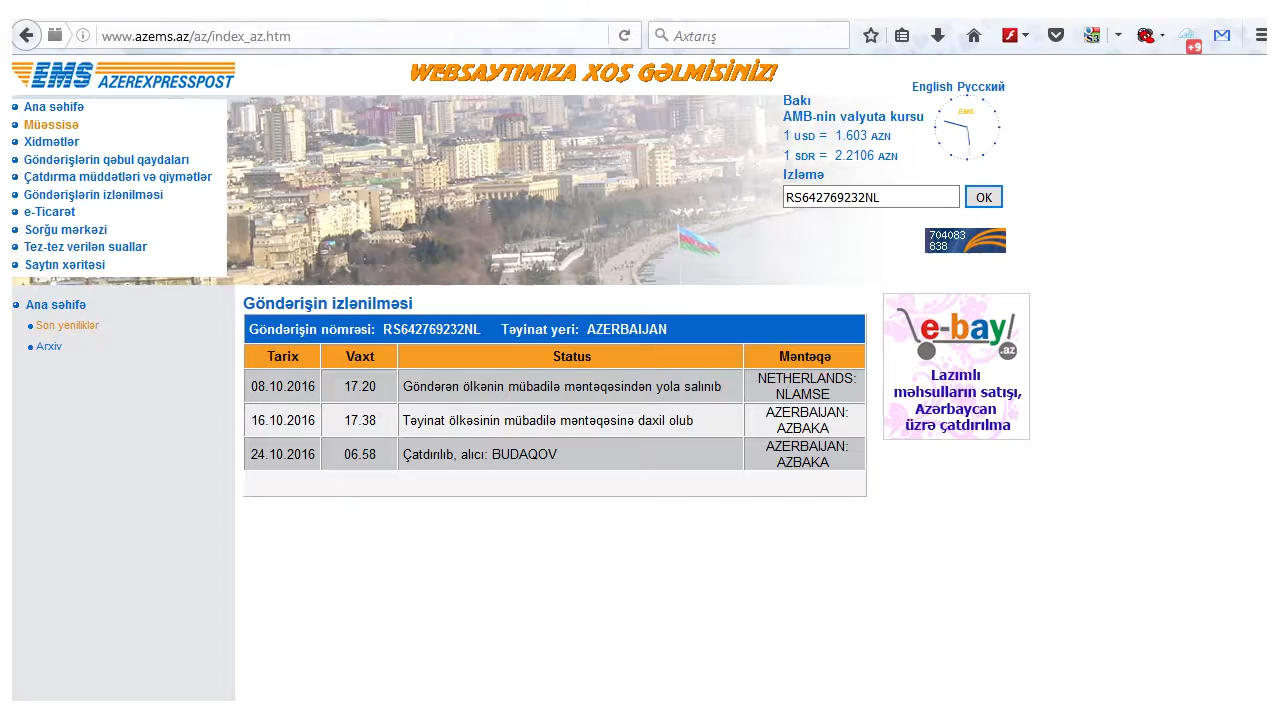 www.azems.az/az/index_az.htm
Axtarış
+9
EMS AZEREXPRESSPOST
WEBSAYTIMIZA XOŞ GƏLMİSİNİZ!
English Русский
Ana səhifə
Müəssisə
Xidmətlər
Göndərişlərin qəbul qaydaları
Çatdırma müddətləri və qiymətlər
Göndərişlərin izlənilməsi
e-Ticarət
Sorğu mərkəzi
Tez-tez verilən suallar
Saytın xəritəsi
Bakı
AMB-nin valyuta kursu
1 USD = 1.603 AZN
1 SDR = 2.2106 AZN
İzləmə
RS642769232NL OK
EMS
704083
838
Ana səhifə
Son yeniliklər
Arxiv
Göndərişin izlənilməsi
Göndərişin nömrəsi: RS642769232NL Təyinat yeri: AZERBAIJAN
Tarix Vaxt Status Məntəqə
08.10.2016 17.20 Göndərən ölkənin mübadilə məntəqəsindən yola salınıb NETHERLANDS:
NLAMSE
16.10.2016 17.38 Təyinat ölkəsinin mübadilə məntəqəsinə daxil olub AZERBAIJAN:
AZBAKA
24.10.2016 06.58 Çatdırılıb, alıcı: BUDAQOV AZERBAIJAN:
AZBAKA
e-bay
.az
Lazımlı
məhsulların satışı,
Azərbaycan
üzrə çatdırılma